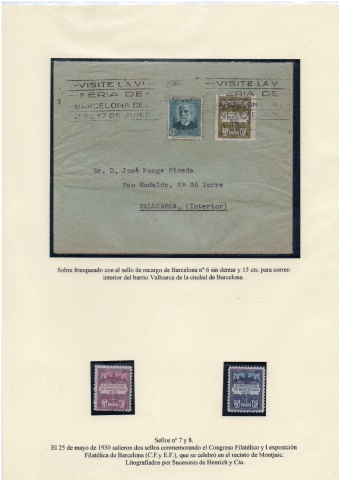 VISITE LA VI
FERIA DE
BARCELONA DE
2 AL 17 DE JUNIO
VISITE LA V
FERIA DE
Sr. D. José Monge Pineda
San Eudaldo, Nº 36 Torre
VALLCARCA, (Interior)
Sobre franqueado con el sello de recargo de Barcelona nº 6 sin dentar y 15 cts. para correo
interior del barrio Vallcarca de la ciudad de Barcelona.
Sellos nº 7 y 8.
El 25 de mayo de 1930 salieron dos sellos conmemorando el Congreso Filatélico y I exposición
Filatélica de Barcelona (C.F. y E.F.), que se celebró en el recinto de Montjuic.
Litografiados por Sucesores de Henrich y Cia.